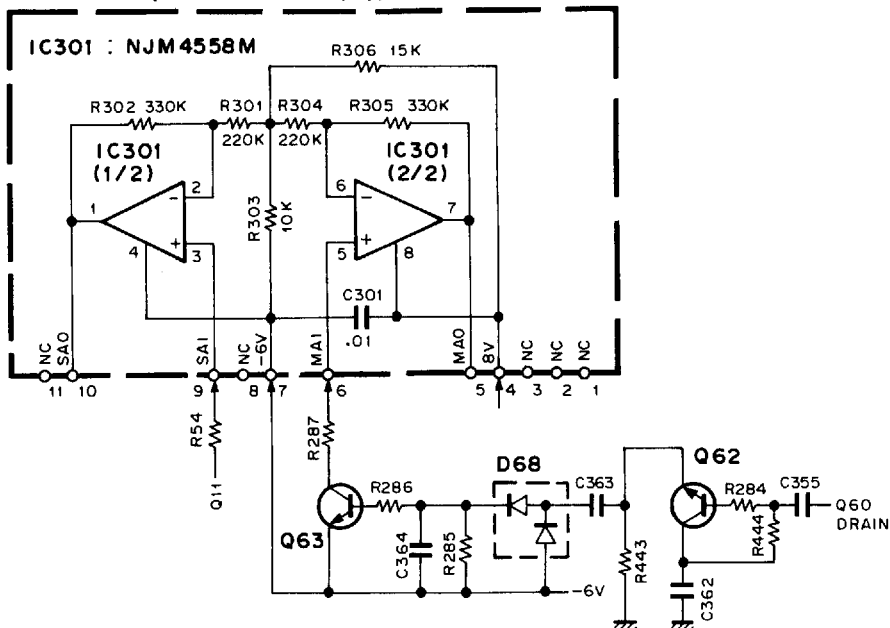 IC301 : NJM4558M
R306 15K
R302 330K
R301
R304
R305 330K
220K
220K
IC301
(1/2)
IC301
(2/2)
2
6
-
-
1
7
R303
10K
4
+
3
+
5
8
C301
.01
NC
SA0
SA1
NC
-6V
MA1
MA0
8V
NC
NC
NC
11
10
9
8
7
6
5
4
3
2
1
R54
R287
Q11
D68
Q62
C363
R284
C355
R286
Q60
DRAIN
Q63
C364
R285
R443
R444
-6V
C362